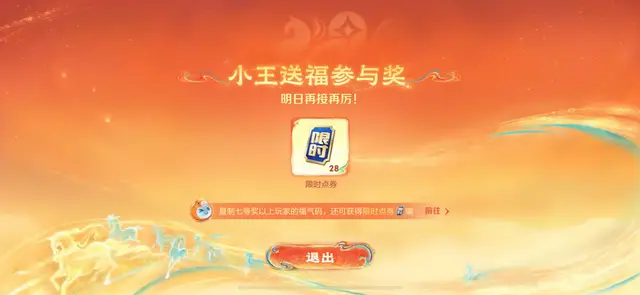 小王送福参与奖
明日再接再厉！
限时
28
限时点券
复制七等奖以上玩家的福气码，还可获得限时点券
前往 >
退出